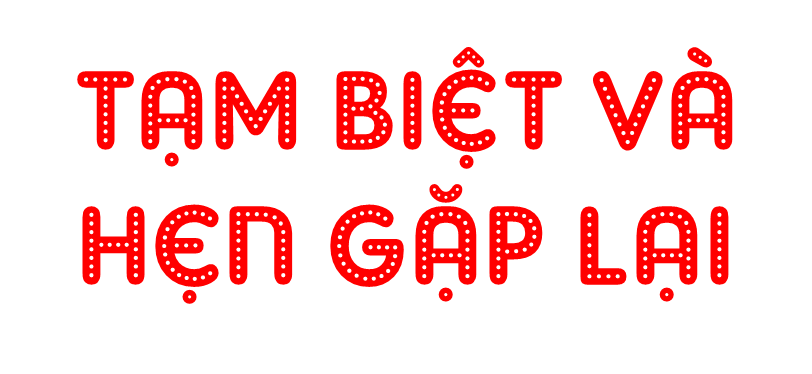 TẠM BIỆT VÀ
HẸN GẶP LẠI